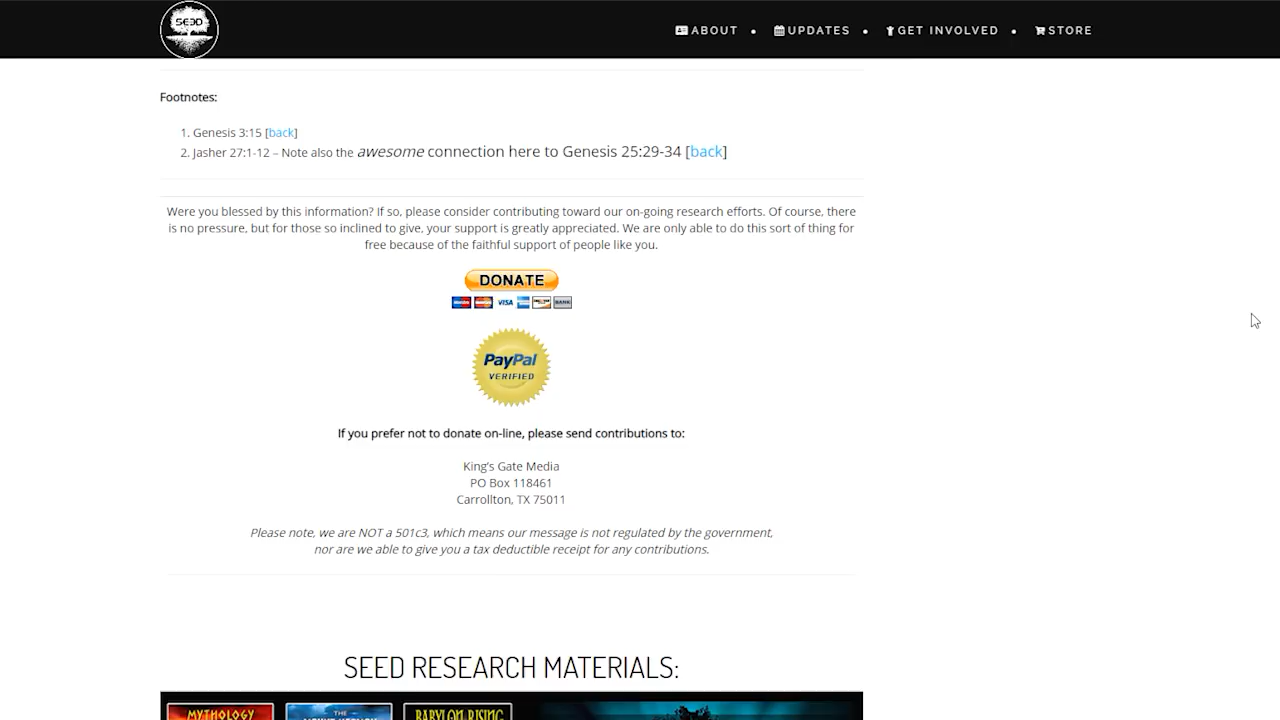 SEED
ABOUT • UPDATES • GET INVOLVED • STORE
Footnotes:
1. Genesis 3:15 [back]
2. Jasher 27:1-12 – Note also the awesome connection here to Genesis 25:29-34 [back]
Were you blessed by this information? If so, please consider contributing toward our on-going research efforts. Of course, there
is no pressure, but for those so inclined to give, your support is greatly appreciated. We are only able to do this sort of thing for
free because of the faithful support of people like you.
DONATE
VISA
BANK
PayPal
VERIFIED
If you prefer not to donate on-line, please send contributions to:
King's Gate Media
PO Box 118461
Carrollton, TX 75011
Please note, we are NOT a 501c3, which means our message is not regulated by the government,
nor are we able to give you a tax deductible receipt for any contributions.
SEED RESEARCH MATERIALS:
MYTHOLOGY
THE
BABYLON RISING